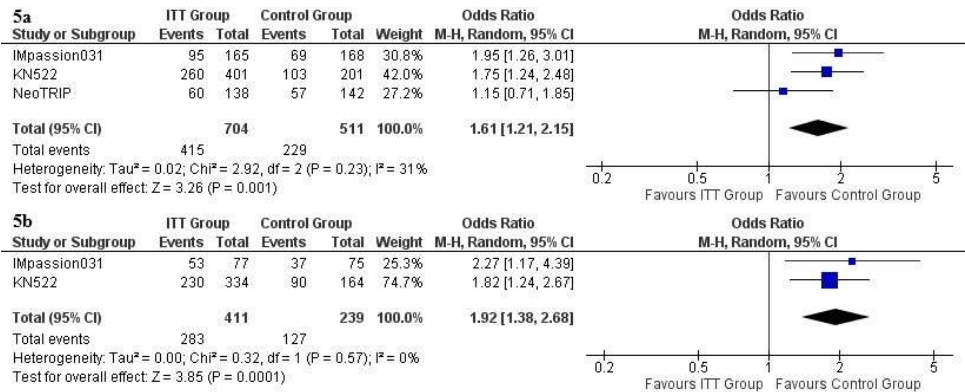 5a ITT Group Control Group Odds Ratio Odds Ratio
Study or Subgroup Events Total Events Total Weight M-H, Random, 95% CI M-H, Random, 95% CI
IMpassion031 95 165 69 168 30.8% 1.95 [1.26, 3.01]
KN522 260 401 103 201 42.0% 1.75 [1.24, 2.48]
NeoTRIP 60 138 57 142 27.2% 1.15 [0.71, 1.85]
Total (95% CI) 704 511 100.0% 1.61 [1.21, 2.15]
Total events 415 229
Heterogeneity: Tau² = 0.02; Chi² = 2.92, df = 2 (P = 0.23); I² = 31%
Test for overall effect: Z = 3.26 (P = 0.001)
0.2 0.5 1 2 5
Favours ITT Group Favours Control Group
5b ITT Group Control Group Odds Ratio Odds Ratio
Study or Subgroup Events Total Events Total Weight M-H, Random, 95% CI M-H, Random, 95% CI
IMpassion031 53 77 37 75 25.3% 2.27 [1.17, 4.39]
KN522 230 334 90 164 74.7% 1.82 [1.24, 2.67]
Total (95% CI) 411 239 100.0% 1.92 [1.38, 2.68]
Total events 283 127
Heterogeneity: Tau² = 0.00; Chi² = 0.32, df = 1 (P = 0.57); I² = 0%
Test for overall effect: Z = 3.85 (P = 0.0001)
0.2 0.5 1 2 5
Favours ITT Group Favours Control Group